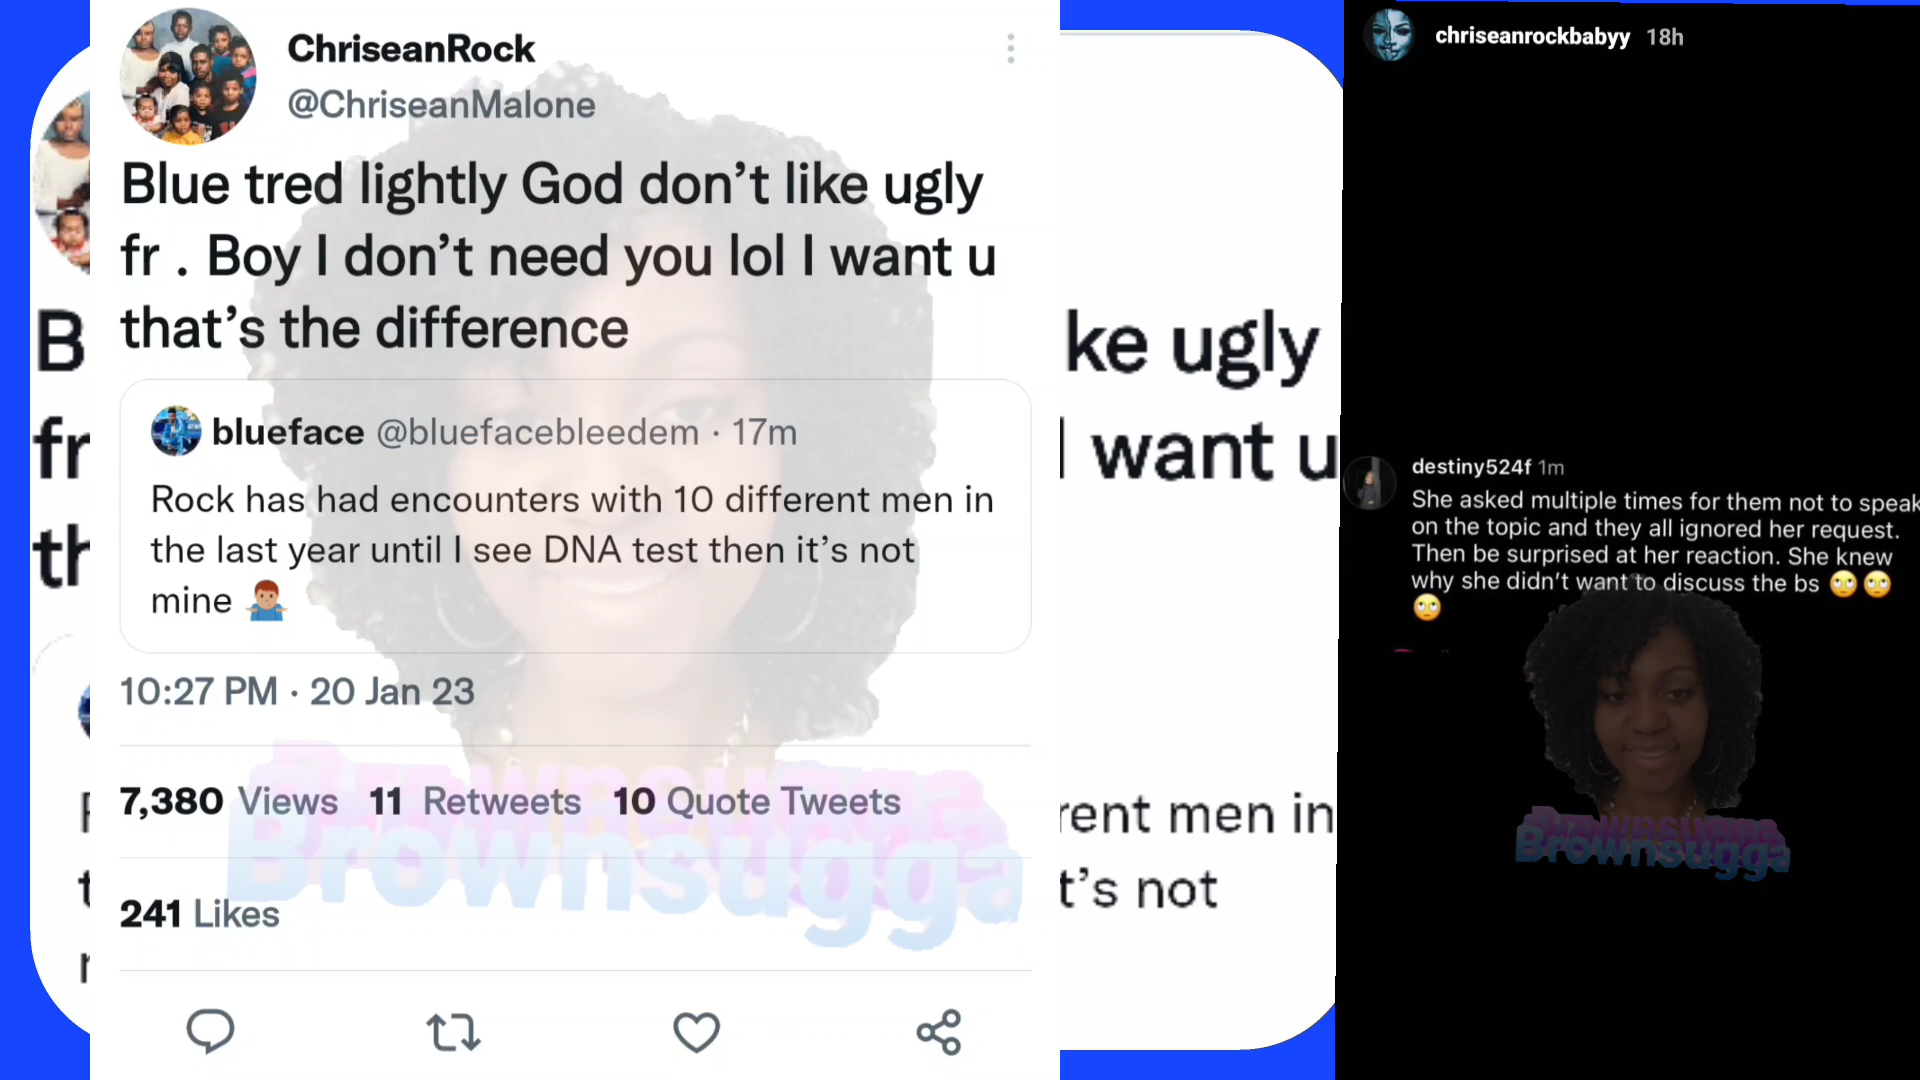 ChriseanRock
@ChriseanMalone
Blue tred lightly God don’t like ugly
fr . Boy I don’t need you lol I want u
that’s the difference
blueface @bluefacebleedem · 17m
Rock has had encounters with 10 different men in
the last year until I see DNA test then it’s not
mine 🤷🏽‍♂️
10:27 PM · 20 Jan 23
7,380 Views 11 Retweets 10 Quote Tweets
241 Likes
Brownsugga
Brownsugga
B
fr
th
ke ugly
I want u
rent men in
t’s not
chriseanrockbabyy 18h
destiny524f 1m
She asked multiple times for them not to speak
on the topic and they all ignored her request.
Then be surprised at her reaction. She knew
why she didn’t want to discuss the bs 🙄 🙄
🙄
Brownsugga
Brownsugga